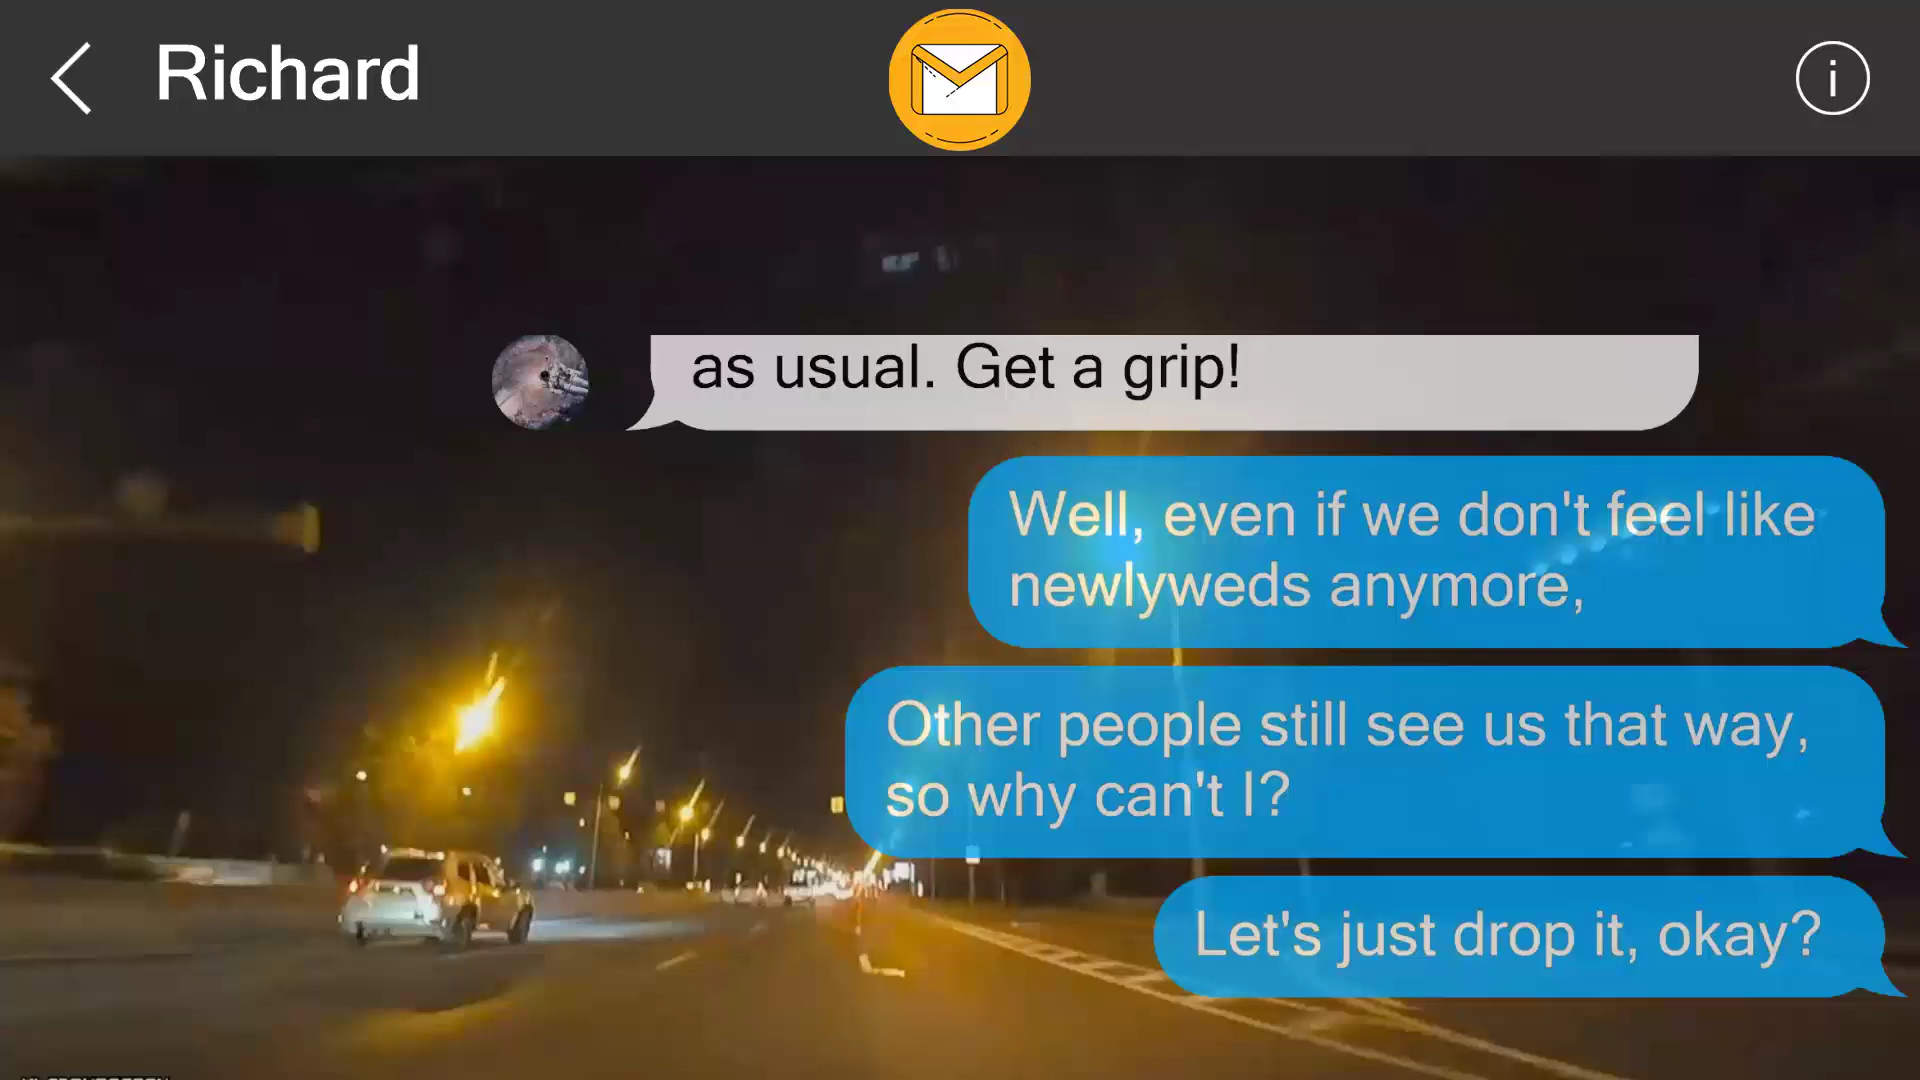 Richard
i
as usual. Get a grip!
Well, even if we don't feel like
newlyweds anymore,
Other people still see us that way,
so why can't I?
Let's just drop it, okay?